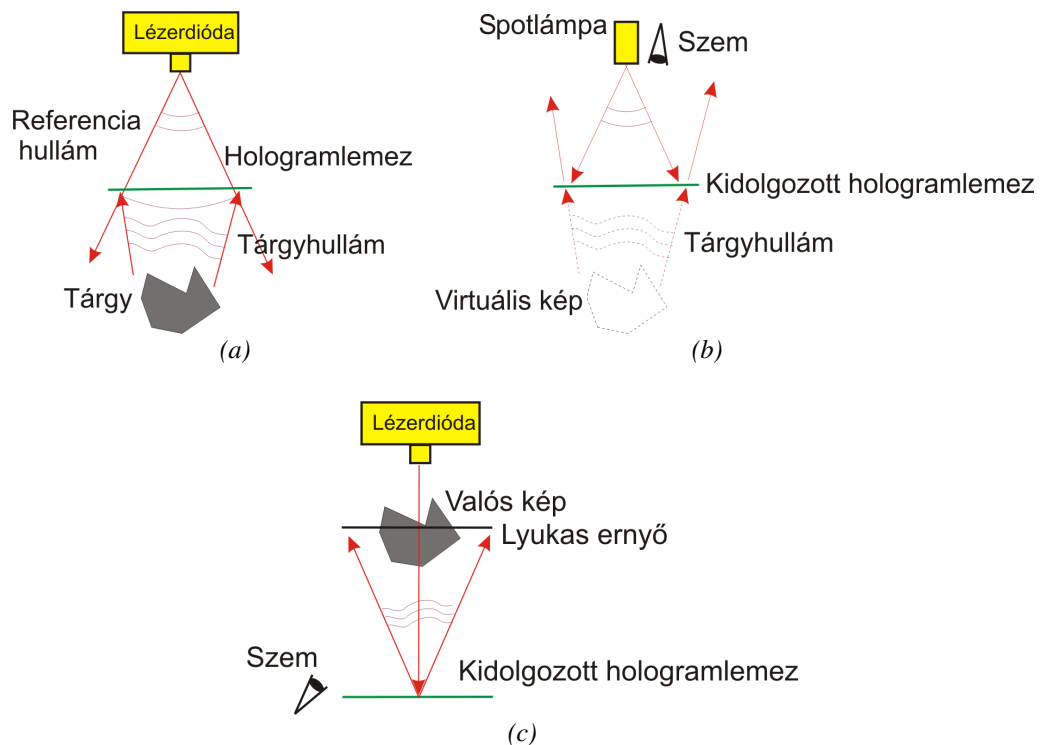 Lézerdióda
Referencia
hullám
Hologramlemez
Tárgyhullám
Tárgy
(a)
Spotlámpa
Szem
Kidolgozott hologramlemez
Tárgyhullám
Virtuális kép
(b)
Lézerdióda
Valós kép
Lyukas ernyő
Szem
Kidolgozott hologramlemez
(c)